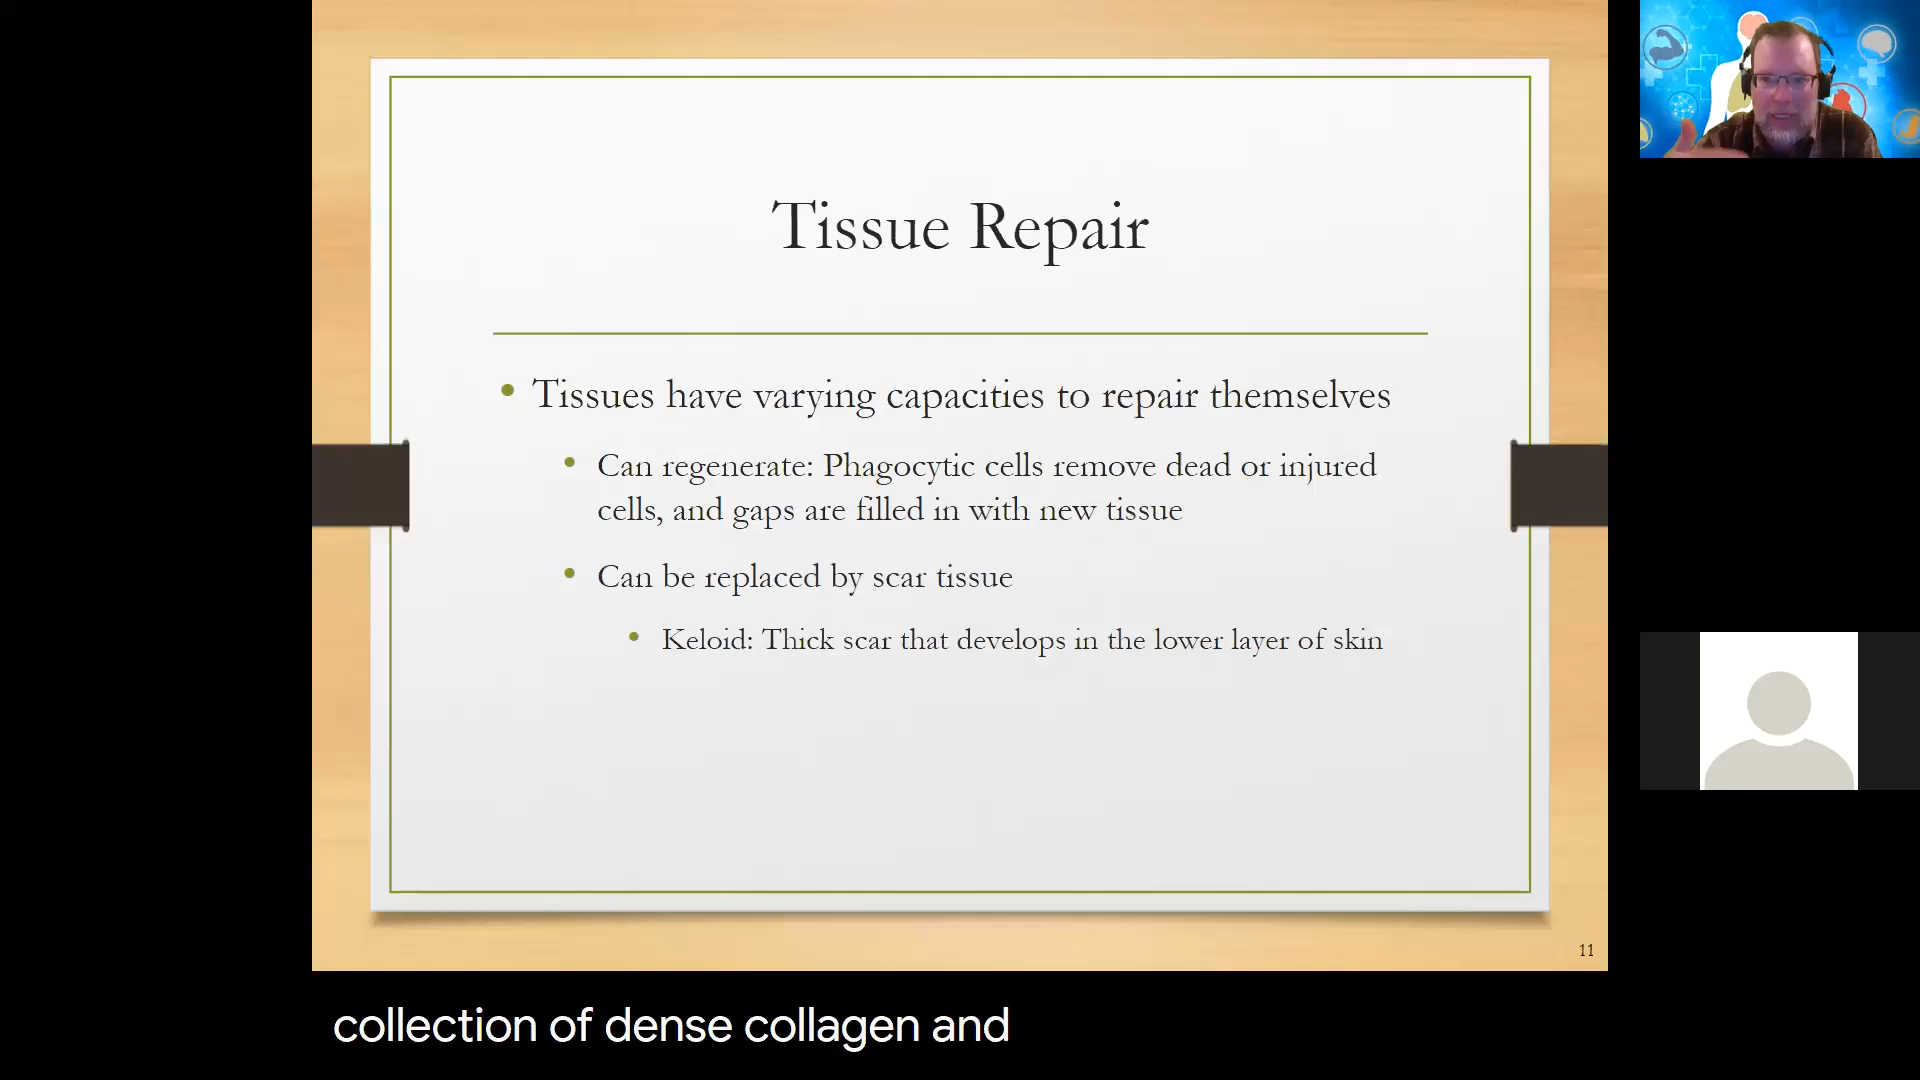 Tissue Repair
• Tissues have varying capacities to repair themselves
• Can regenerate: Phagocytic cells remove dead or injured
cells, and gaps are filled in with new tissue
• Can be replaced by scar tissue
• Keloid: Thick scar that develops in the lower layer of skin
11
collection of dense collagen and